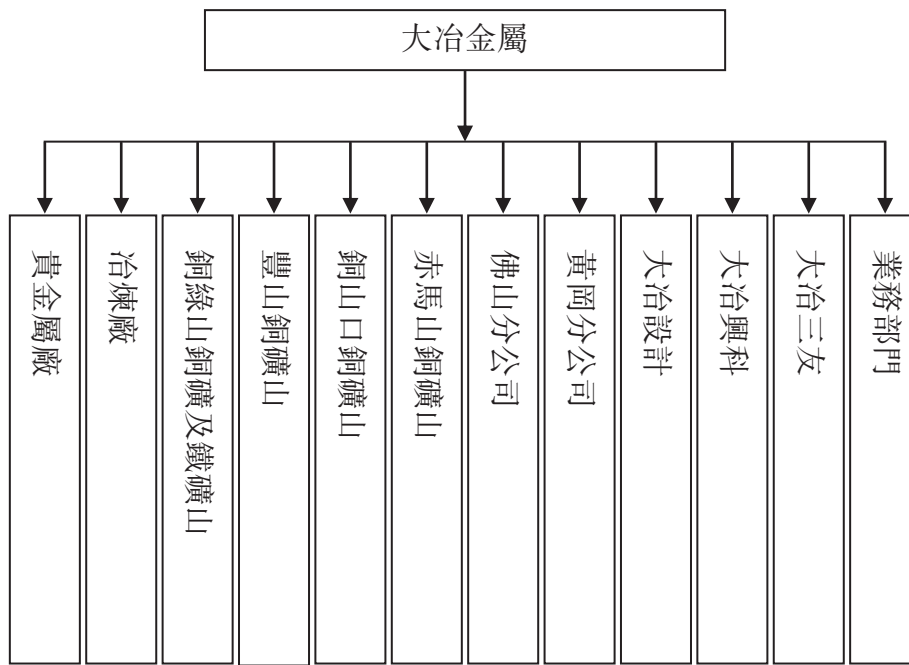 大冶金屬
貴金屬廠
冶煉廠
銅綠山銅礦及鐵礦山
豐山銅礦山
銅山口銅礦山
赤馬山銅礦山
佛山分公司
黃岡分公司
大冶設計
大冶興科
大冶三友
業務部門